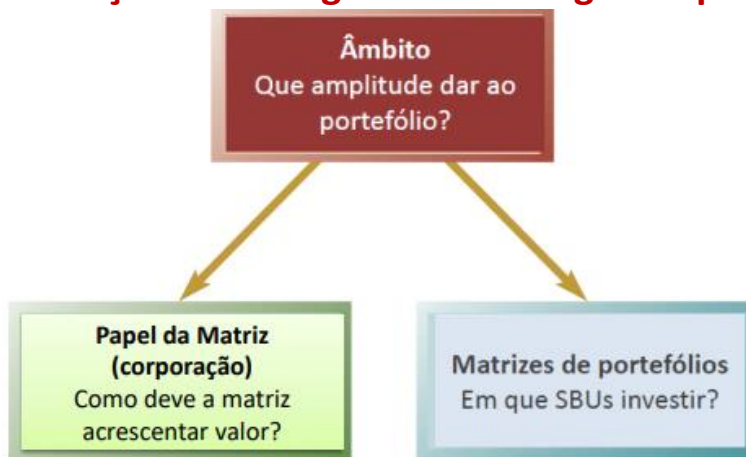 Âmbito
Que amplitude dar ao
portefólio?
Papel da Matriz
(corporação)
Como deve a matriz
acrescentar valor?
Matrizes de portefólios
Em que SBUs investir?